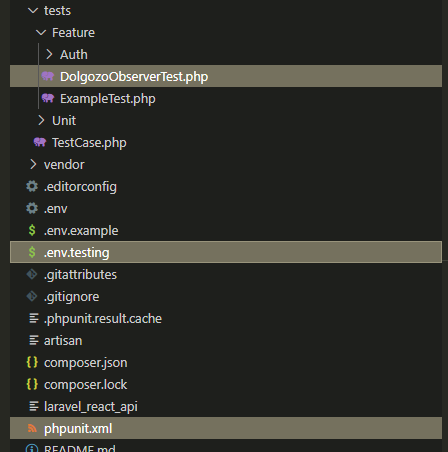 tests
Feature
Auth
DolgozoObserverTest.php
ExampleTest.php
Unit
TestCase.php
vendor
.editorconfig
.env
$ .env.example
$ .env.testing
.gitattributes
.gitignore
.phpunit.result.cache
artisan
{} composer.json
{} composer.lock
laravel_react_api
phpunit.xml
README.md